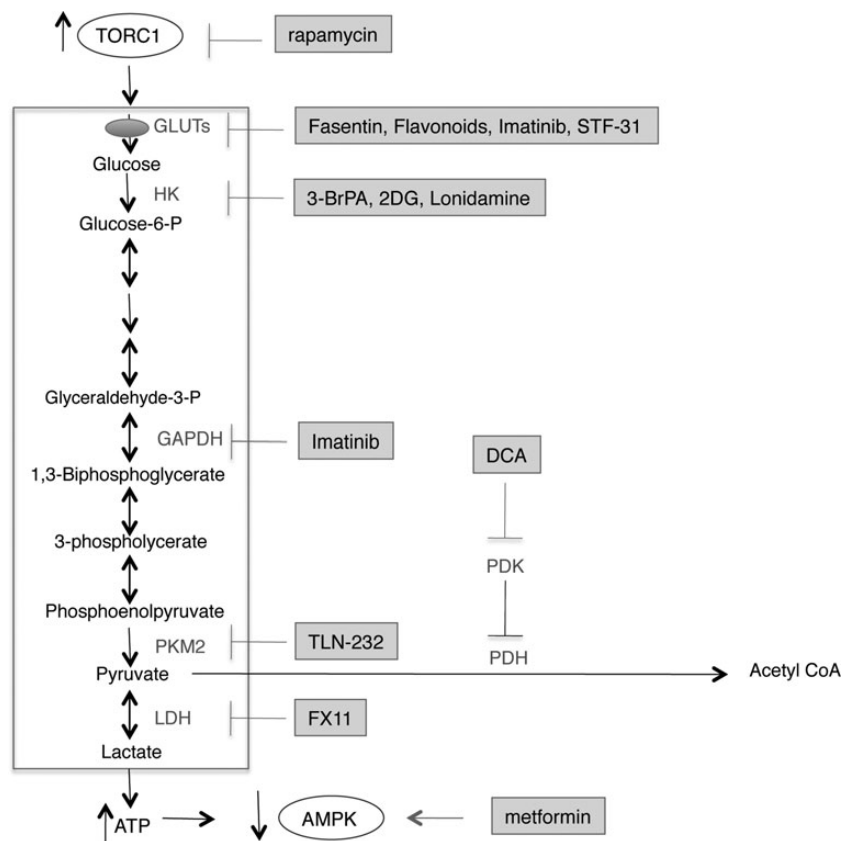 TORC1
rapamycin
GLUTs
Fasentin, Flavonoids, Imatinib, STF-31
Glucose
HK
3-BrPA, 2DG, Lonidamine
Glucose-6-P
Glyceraldehyde-3-P
GAPDH
Imatinib
DCA
1,3-Biphosphoglycerate
3-phospholycerate
PDK
Phosphoenolpyruvate
PKM2
TLN-232
PDH
Pyruvate
Acetyl CoA
LDH
FX11
Lactate
ATP
AMPK
metformin